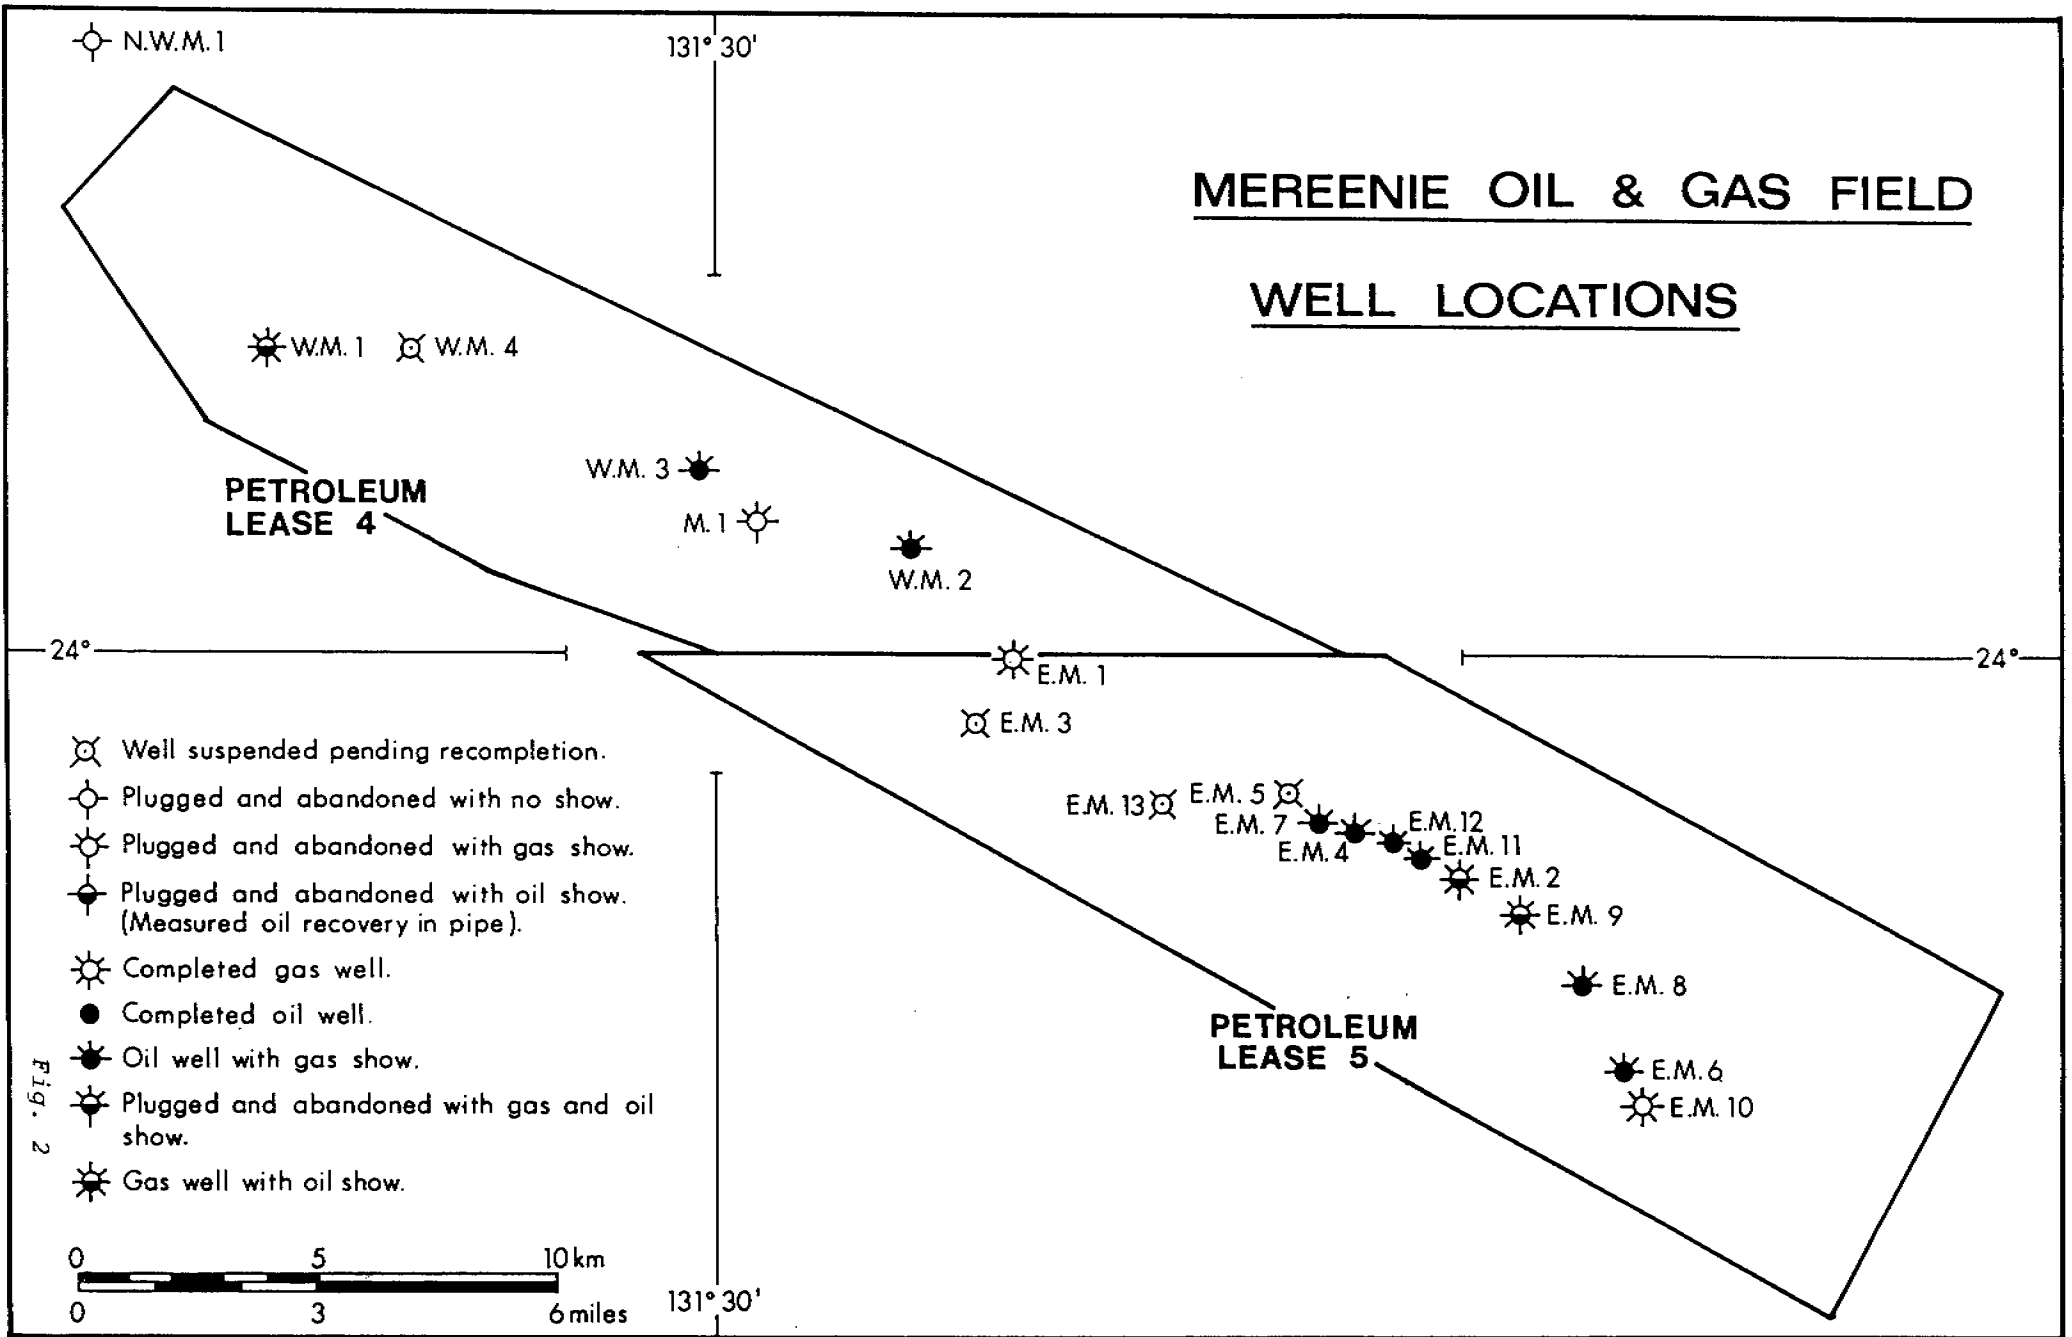 N.W.M. 1
131° 30'
MEREENIE OIL & GAS FIELD
WELL LOCATIONS
W.M. 1
W.M. 4
W.M. 3
PETROLEUM
LEASE 4
M. 1
W.M. 2
24°
24°
E.M. 1
E.M. 3
E.M. 13
E.M. 5
E.M. 7
E.M. 4
E.M. 12
E.M. 11
E.M. 2
E.M. 9
E.M. 8
PETROLEUM
LEASE 5
E.M. 6
E.M. 10
Well suspended pending recompletion.
Plugged and abandoned with no show.
Plugged and abandoned with gas show.
Plugged and abandoned with oil show.
(Measured oil recovery in pipe).
Completed gas well.
Completed oil well.
Oil well with gas show.
Plugged and abandoned with gas and oil
show.
Gas well with oil show.
Fig. 2
0 5 10 km
0 3 6 miles
131° 30'